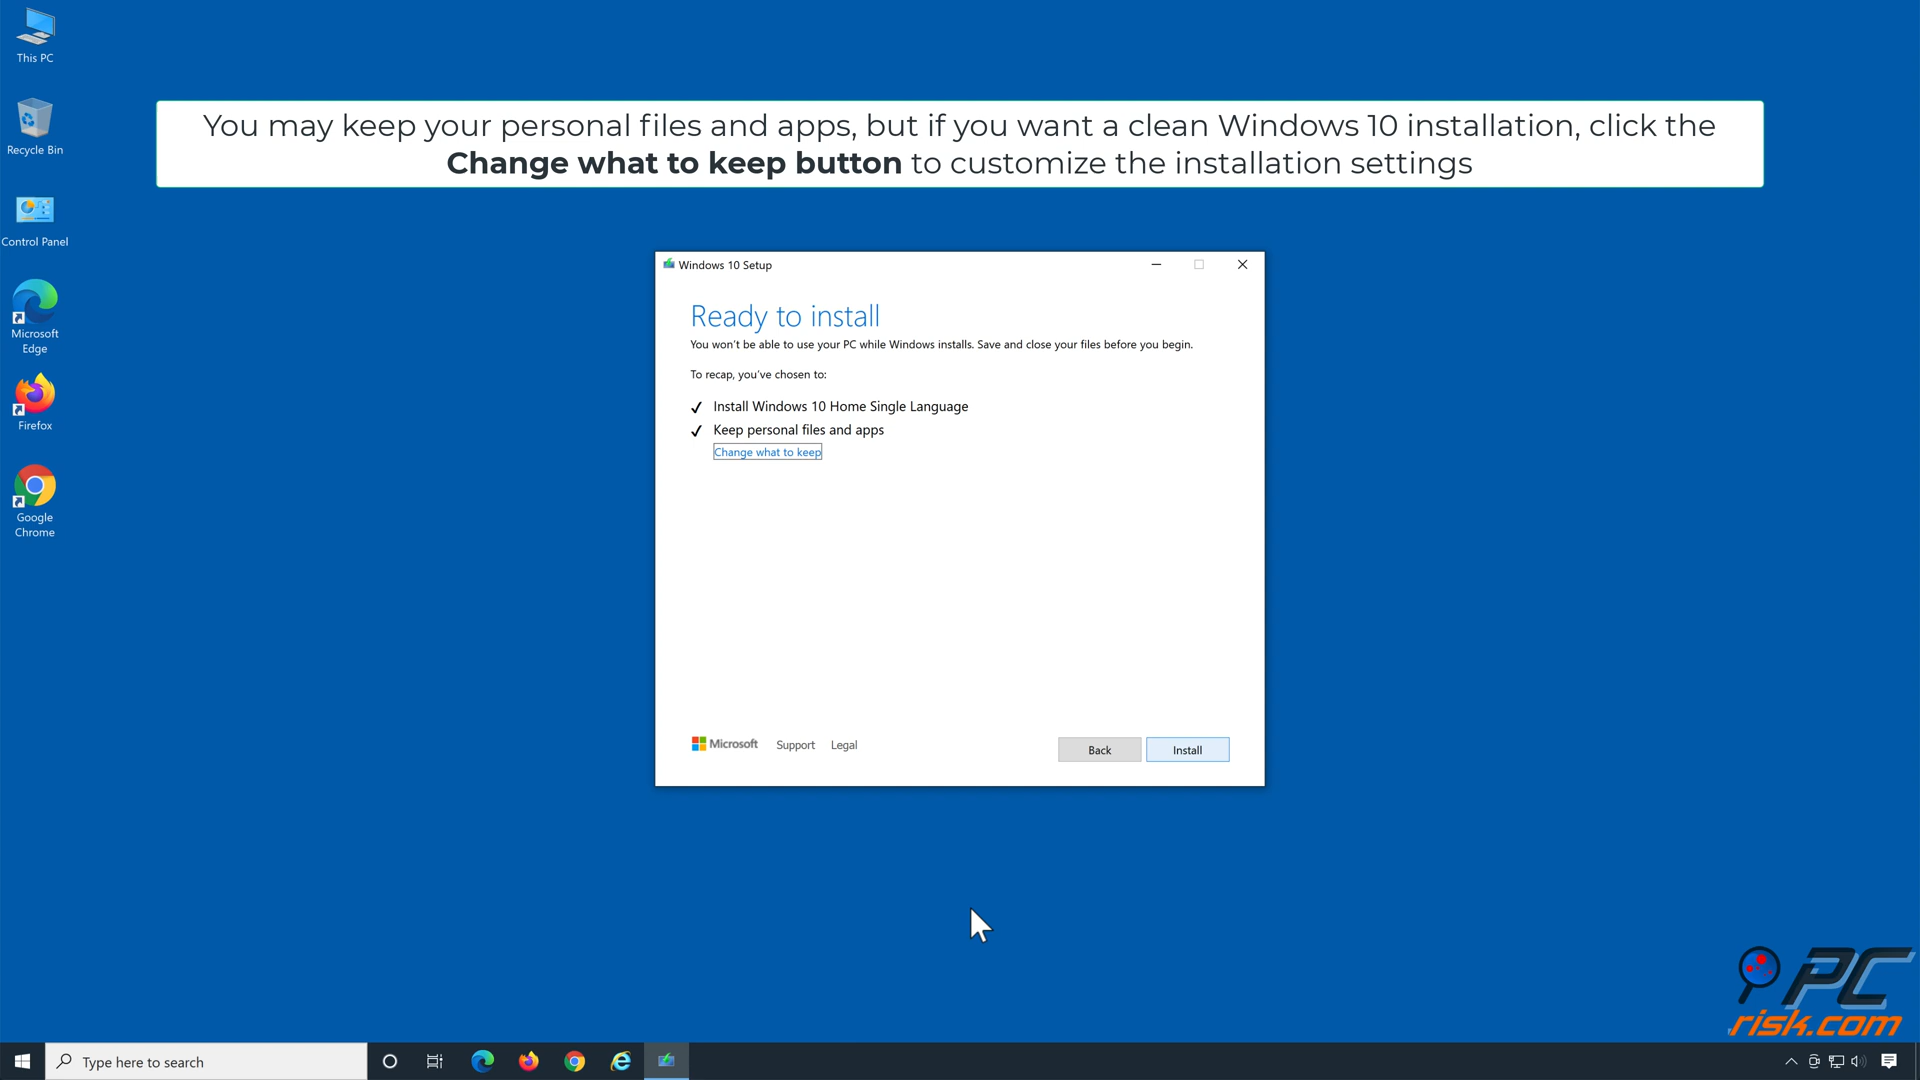 This PC
Recycle Bin
Control Panel
Microsoft
Edge
Firefox
Google
Chrome
You may keep your personal files and apps, but if you want a clean Windows 10 installation, click the
Change what to keep button to customize the installation settings
Windows 10 Setup
Ready to install
You won't be able to use your PC while Windows installs. Save and close your files before you begin.
To recap, you've chosen to:
Install Windows 10 Home Single Language
Keep personal files and apps
Change what to keep
Microsoft Support Legal
Back Install
PC
risk.com
Type here to search